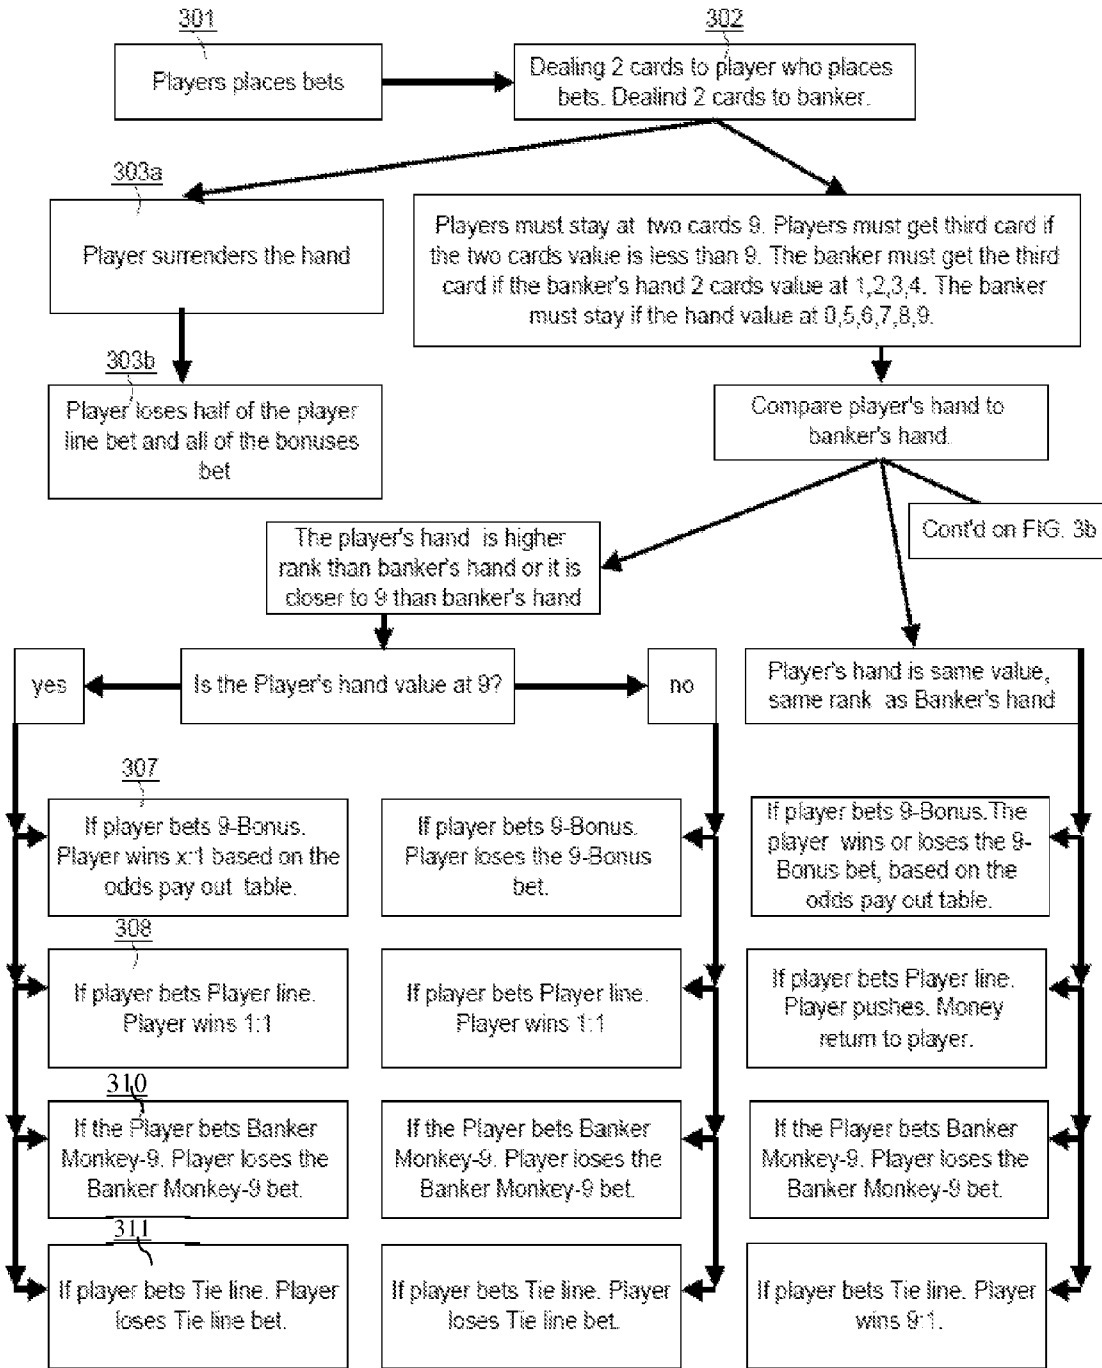 301
Players places bets
302
Dealing 2 cards to player who places
bets. Dealind 2 cards to banker.
303a
Player surrenders the hand
Players must stay at two cards 9. Players must get third card if
the two cards value is less than 9. The banker must get the third
card if the banker's hand 2 cards value at 1,2,3,4. The banker
must stay if the hand value at 0,5,6,7,8,9.
303b
Player loses half of the player
line bet and all of the bonuses
bet
Compare player's hand to
banker's hand.
Cont'd on FIG. 3b
The player's hand is higher
rank than banker's hand or it is
closer to 9 than banker's hand
yes
Is the Player's hand value at 9?
no
Player's hand is same value,
same rank as Banker's hand
307
If player bets 9-Bonus.
Player wins x:1 based on the
odds pay out table.
If player bets 9-Bonus.
Player loses the 9-Bonus
bet.
If player bets 9-Bonus.The
player wins or loses the 9-
Bonus bet, based on the
odds pay out table.
308
If player bets Player line.
Player wins 1:1
If player bets Player line.
Player wins 1:1
If player bets Player line.
Player pushes. Money
return to player.
310
If the Player bets Banker
Monkey-9. Player loses the
Banker Monkey-9 bet.
If the Player bets Banker
Monkey-9. Player loses the
Banker Monkey-9 bet.
If the Player bets Banker
Monkey-9. Player loses the
Banker Monkey-9 bet.
311
If player bets Tie line. Player
loses Tie line bet.
If player bets Tie line. Player
loses Tie line bet.
If player bets Tie line. Player
wins 9:1.